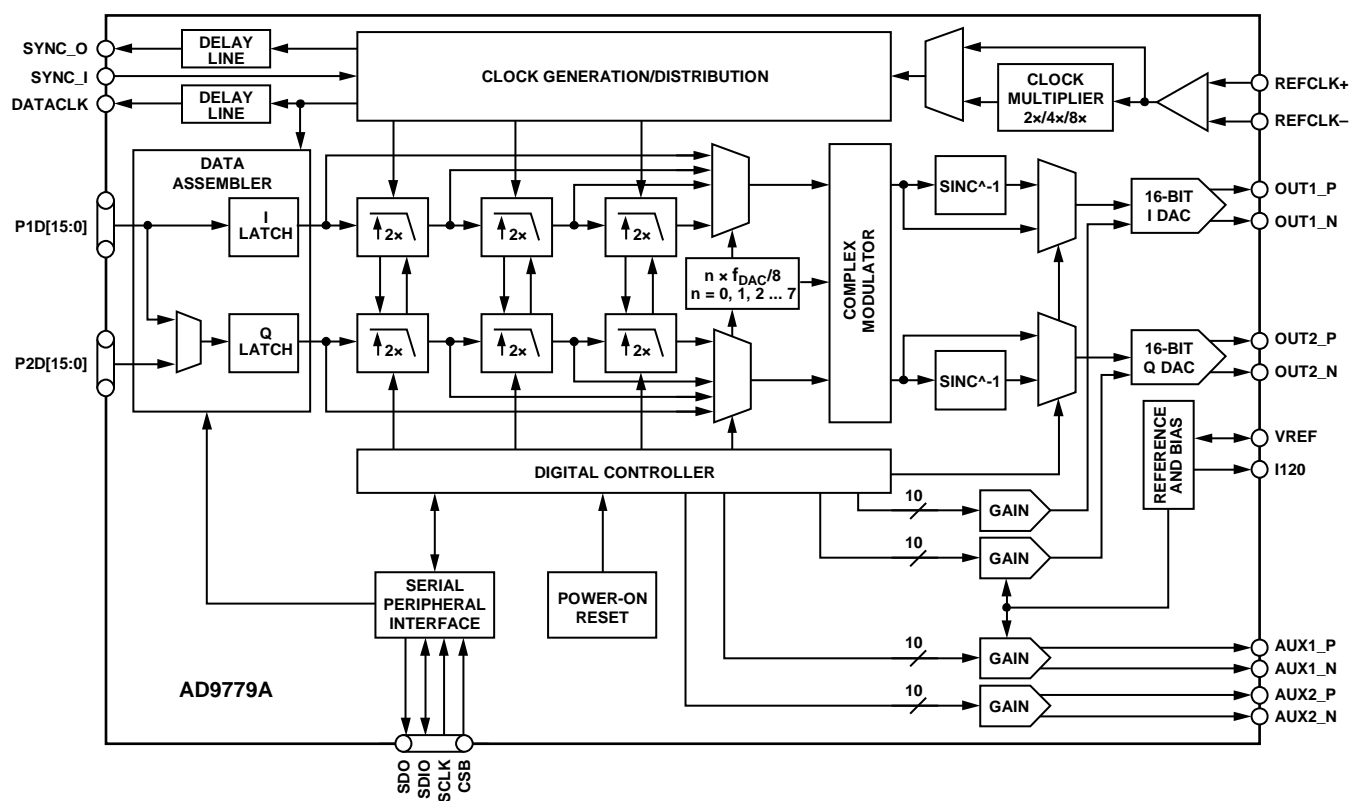 SYNC_O
SYNC_I
DATACLK
DELAY
LINE
DELAY
LINE
CLOCK GENERATION/DISTRIBUTION
CLOCK
MULTIPLIER
2×/4×/8×
REFCLK+
REFCLK–
DATA
ASSEMBLER
P1D[15:0]
I
LATCH
2×
2×
2×
n × fDAC/8
n = 0, 1, 2 ... 7
COMPLEX
MODULATOR
SINC^-1
16-BIT
I DAC
OUT1_P
OUT1_N
P2D[15:0]
Q
LATCH
2×
2×
2×
SINC^-1
16-BIT
Q DAC
OUT2_P
OUT2_N
DIGITAL CONTROLLER
REFERENCE
AND BIAS
VREF
I120
10
GAIN
10
GAIN
SERIAL
PERIPHERAL
INTERFACE
POWER-ON
RESET
10
GAIN
AUX1_P
AUX1_N
10
GAIN
AUX2_P
AUX2_N
AD9779A
SDO
SDIO
SCLK
CSB